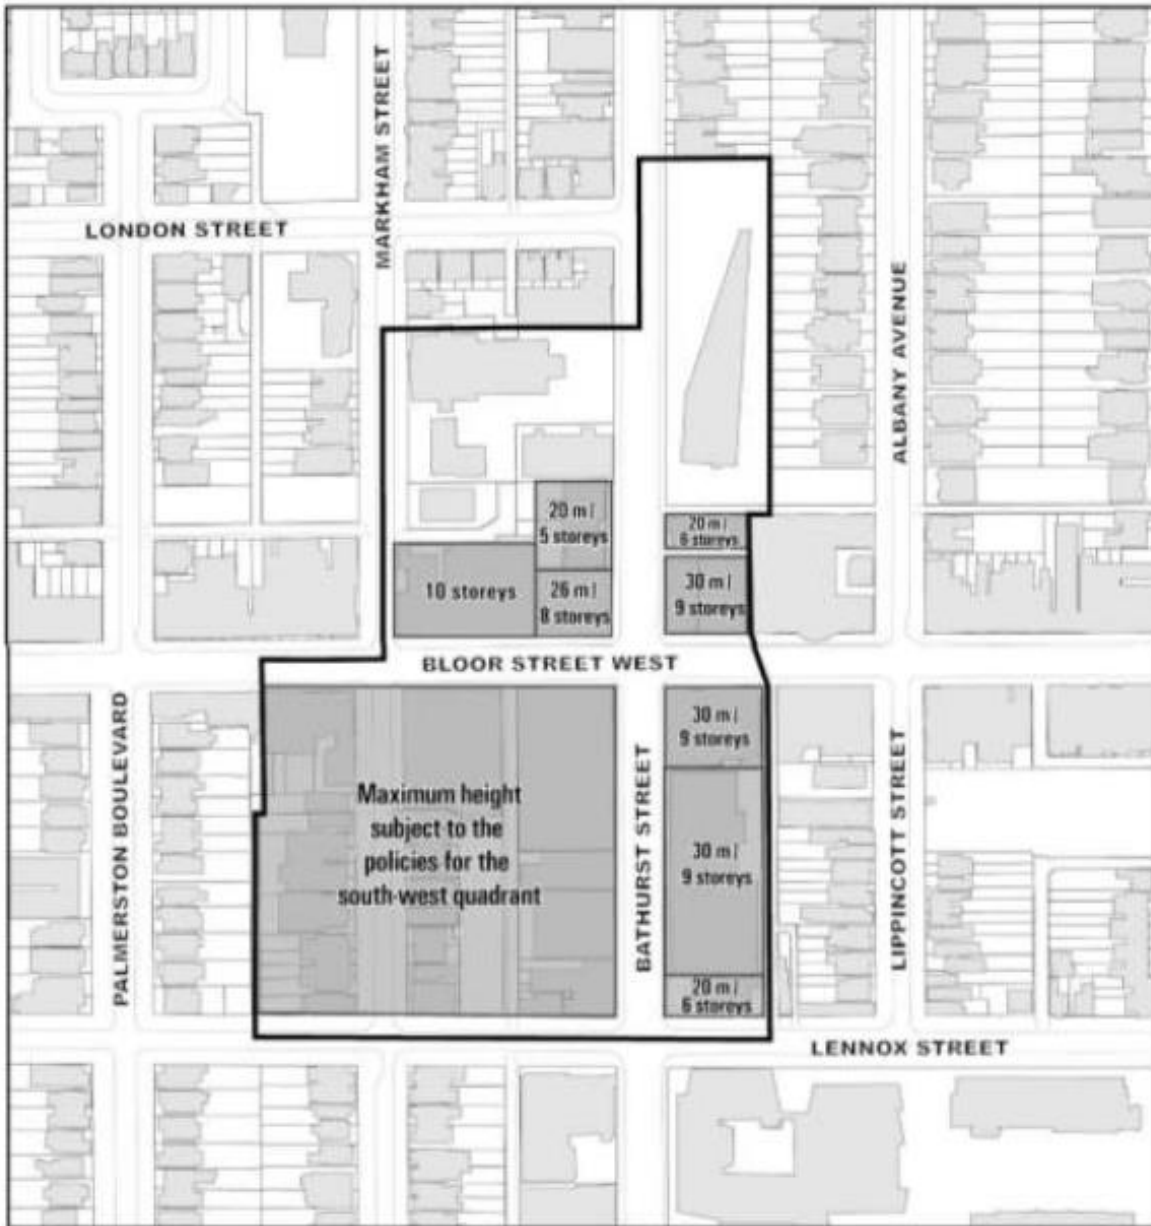 MARKHAM STREET
LONDON STREET
ALBANY AVENUE
20 m |
5 storeys
20 m |
6 storeys
10 storeys
26 m |
8 storeys
30 m |
9 storeys
BLOOR STREET WEST
PALMERSTON BOULEVARD
Maximum height
subject to the
policies for the
south-west quadrant
BATHURST STREET
30 m |
9 storeys
30 m |
9 storeys
20 m |
6 storeys
LIPPINCOTT STREET
LENNOX STREET